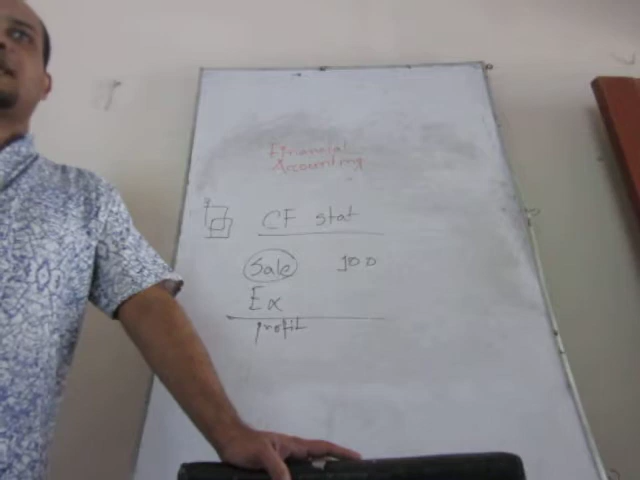 Financial
Accounting
CF stat
Sale 100
Ex
profit